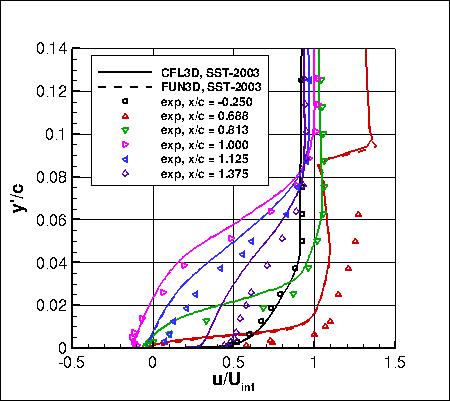 0.14
0.12
0.1
0.08
0.06
0.04
0.02
0
y'/c
CFL3D, SST-2003
FUN3D, SST-2003
exp, x/c = -0.250
exp, x/c = 0.688
exp, x/c = 0.813
exp, x/c = 1.000
exp, x/c = 1.125
exp, x/c = 1.375
-0.5 0 0.5 1 1.5
u/Uinf